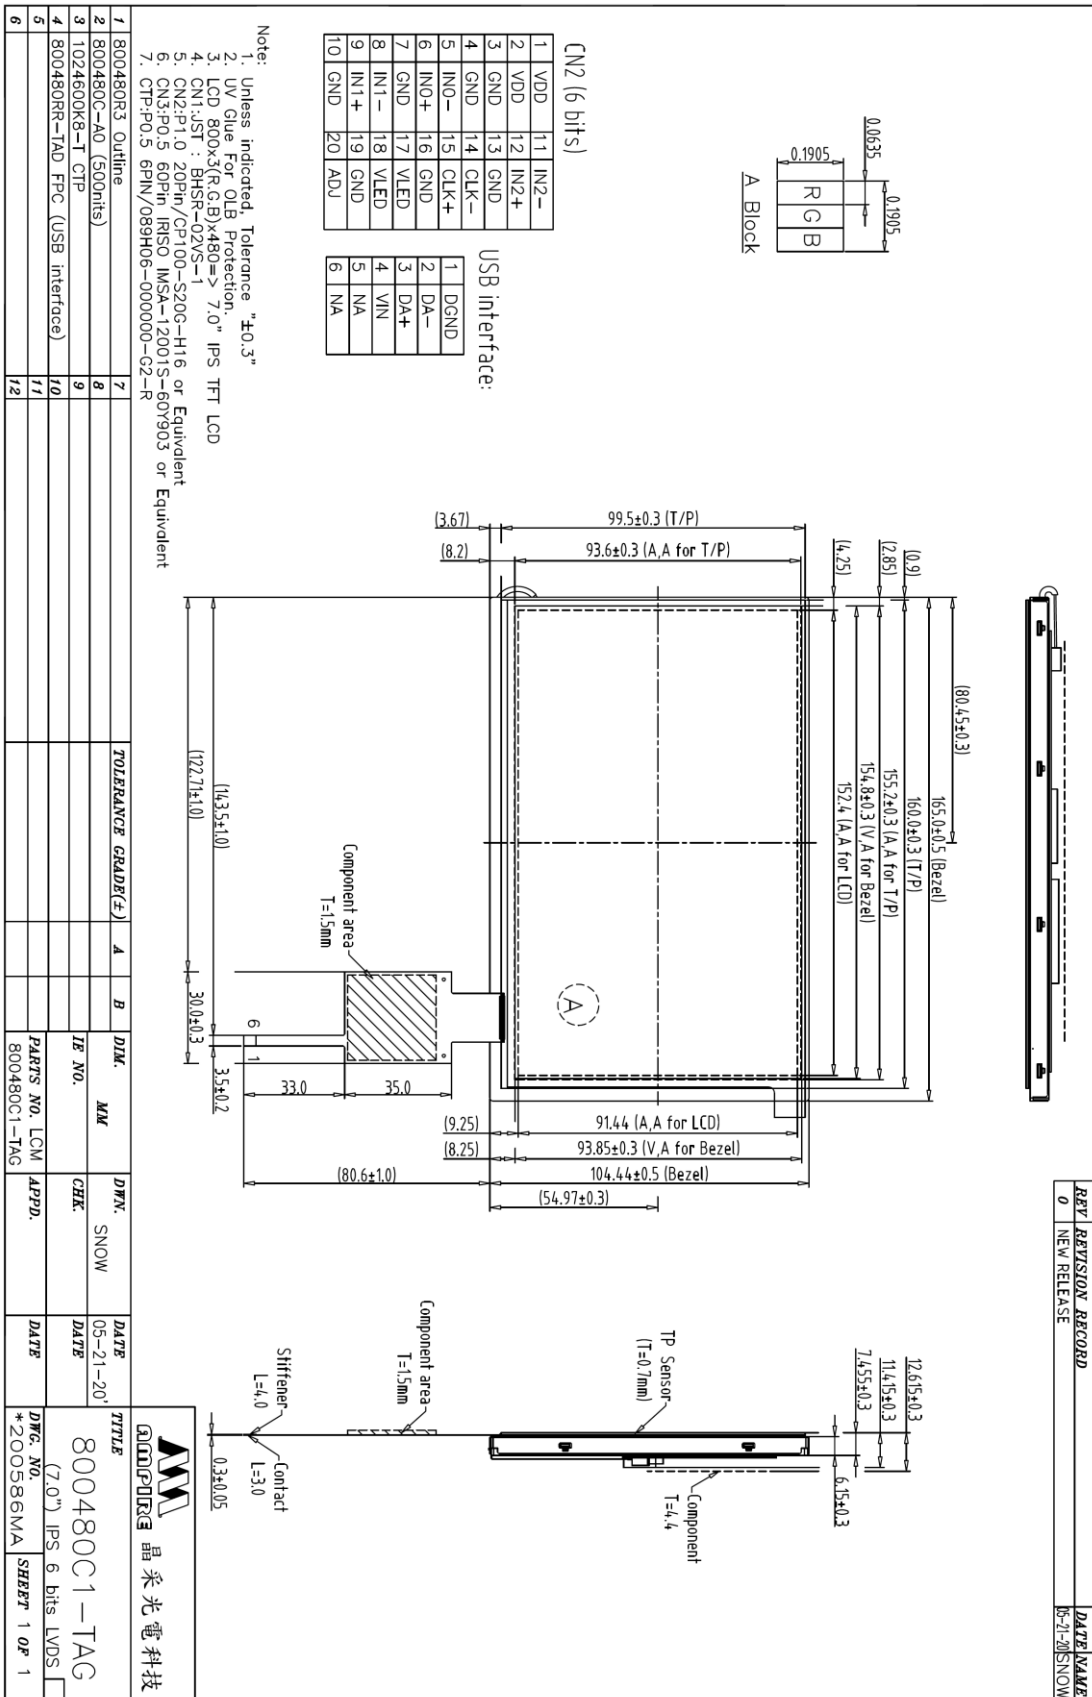 REV REVISION RECORD DATE NAME
0 NEW RELEASE 05-21-20' SNOW
0.1905
0.0635
0.1905
R G B
A Block
CN2 (6 bits)
1 VDD 11 IN2-
2 VDD 12 IN2+
3 GND 13 GND
4 GND 14 CLK-
5 IN0- 15 CLK+
6 IN0+ 16 GND
7 GND 17 VLED
8 IN1- 18 VLED
9 IN1+ 19 GND
10 GND 20 ADJ
USB interface:
1 DGND
2 DA-
3 DA+
4 VIN
5 NA
6 NA
(80.45±0.3)
165.0±0.5 (Bezel)
(0.9)
160.0±0.3 (T/P)
(2.85)
155.2±0.3 (A,A for T/P)
154.8±0.3 (V,A for Bezel)
(4.25)
152.4 (A,A for LCD)
99.5±0.3 (T/P)
93.6±0.3 (A,A for T/P)
(3.67)
(8.2)
A
91.44 (A,A for LCD)
93.85±0.3 (V,A for Bezel)
104.44±0.5 (Bezel)
(54.97±0.3)
(9.25)
(8.25)
(80.6±1.0)
35.0
33.0
Component area
T=1.5mm
6 1
(143.5±1.0)
3.5±0.2
(122.71±1.0)
30.0±0.3
12.615±0.3
11.415±0.3
7.455±0.3
6.15±0.3
TP Sensor
(T=0.7mm)
Component
T=4.4
Component area
T=1.5mm
Stiffener
L=4.0
Contact
L=3.0
0.3±0.05
Note:
1. Unless indicated, Tolerance "±0.3"
2. UV Glue For OLB Protection.
3. LCD 800x3(R.G.B)x480=> 7.0" IPS TFT LCD
4. CN1:JST : BHSR-02VS-1
5. CN2:P1.0 20Pin/CP100-S20G-H16 or Equivalent
6. CN3:P0.5 60Pin IRISO IMSA-12001S-60Y903 or Equivalent
7. CTP:P0.5 6PIN/089H06-000000-G2-R
1 800480R3 Outline 7
2 800480C-A0 (500nits) 8
3 1024600K8-T CTP 9
4 800480RR-TAD FPC (USB interface) 10
5 11
6 12
TOLERANCE GRADE(±) A B
DIM. MM
IE NO.
PARTS NO. LCM
800480C1-TAG
DWN. SNOW DATE 05-21-20'
CHK. DATE
APPD. DATE
AMPIRE 晶采光電科技
TITLE
800480C1-TAG
(7.0") IPS 6 bits LVDS
DWG. NO.
*200586MA
SHEET 1 OF 1